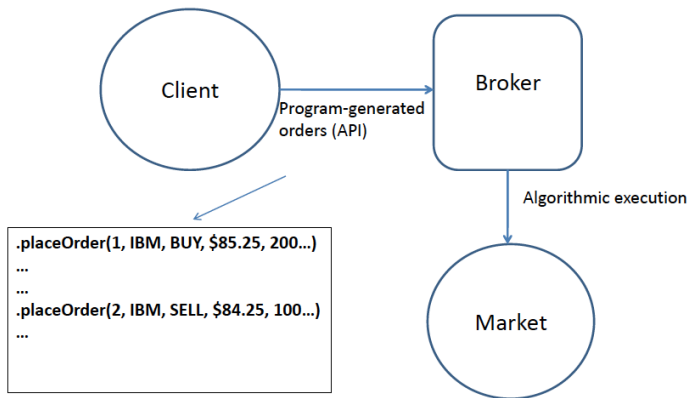 Client
Broker
Program-generated
orders (API)
Algorithmic execution
.placeOrder(1, IBM, BUY, $85.25, 200...)
...
...
.placeOrder(2, IBM, SELL, $84.25, 100...)
...
Market